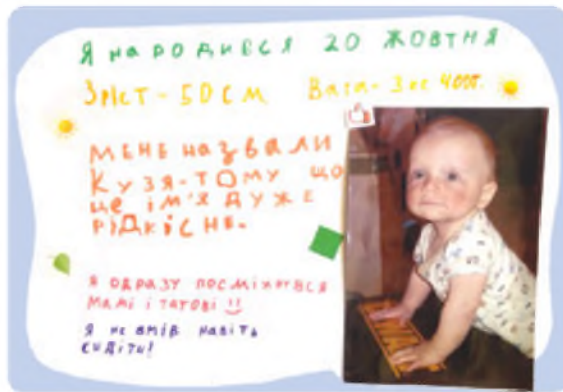 Я народився 20 жовтня
Зріст - 50 см Вага - 3 кг 400г.
мене назвали
Кузя - тому що
це ім'я дуже
рідкісне.
я одразу посміхнувся
мамі і татові
я не вмів навіть
сидіти!